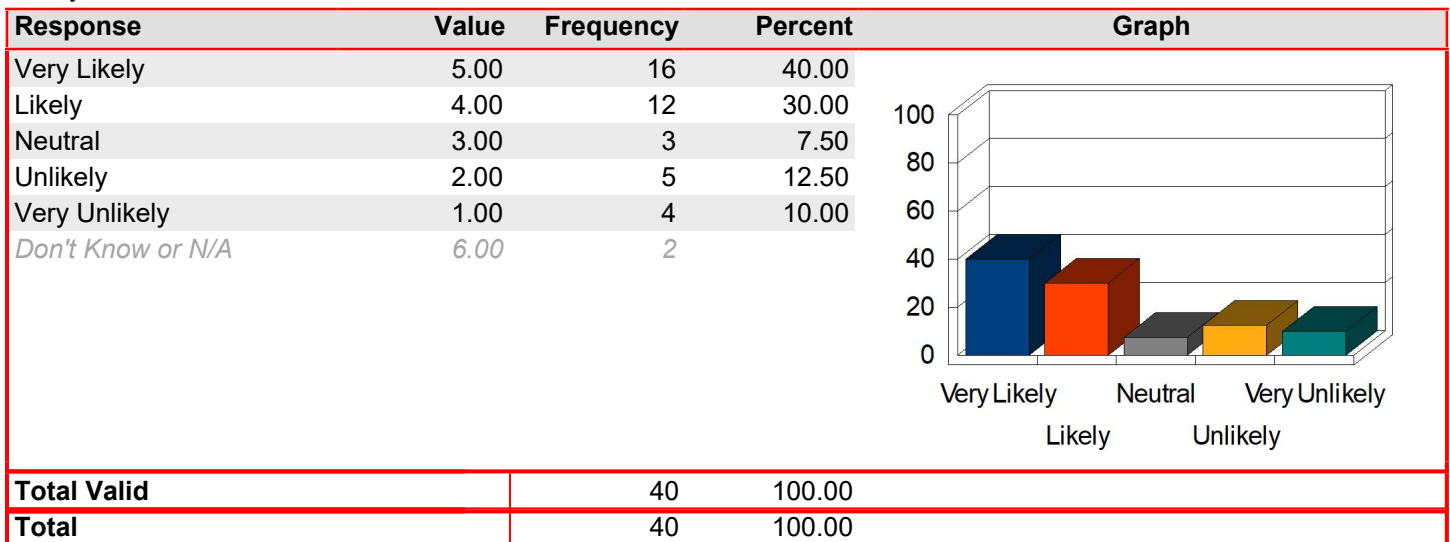 Response Value Frequency Percent Graph
Very Likely 5.00 16 40.00
Likely 4.00 12 30.00
Neutral 3.00 3 7.50
Unlikely 2.00 5 12.50
Very Unlikely 1.00 4 10.00
Don't Know or N/A 6.00 2
100
80
60
40
20
0
Very Likely Neutral Very Unlikely
Likely Unlikely
Total Valid 40 100.00
Total 40 100.00